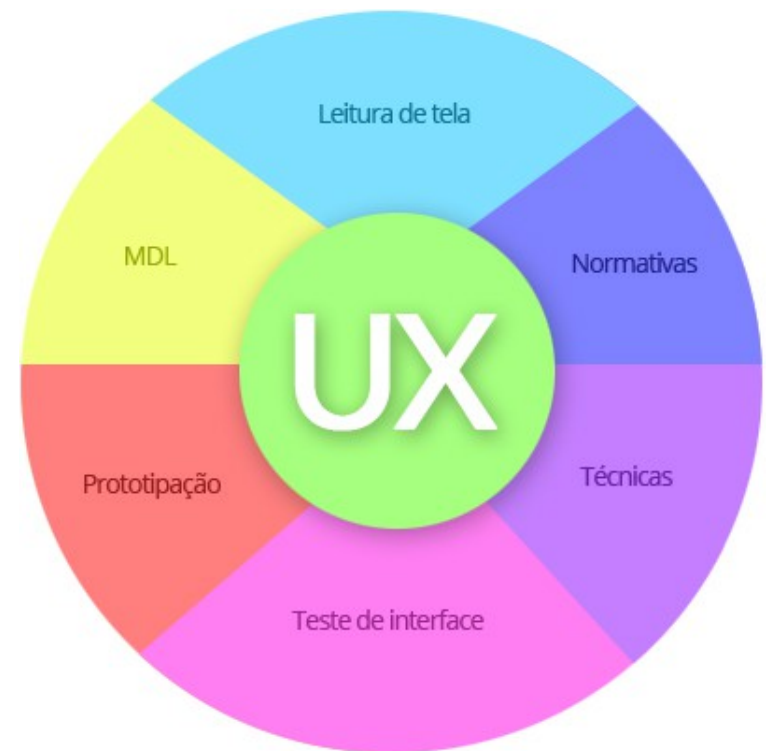 Leitura de tela
MDL
Normativas
UX
Prototipação
Técnicas
Teste de interface